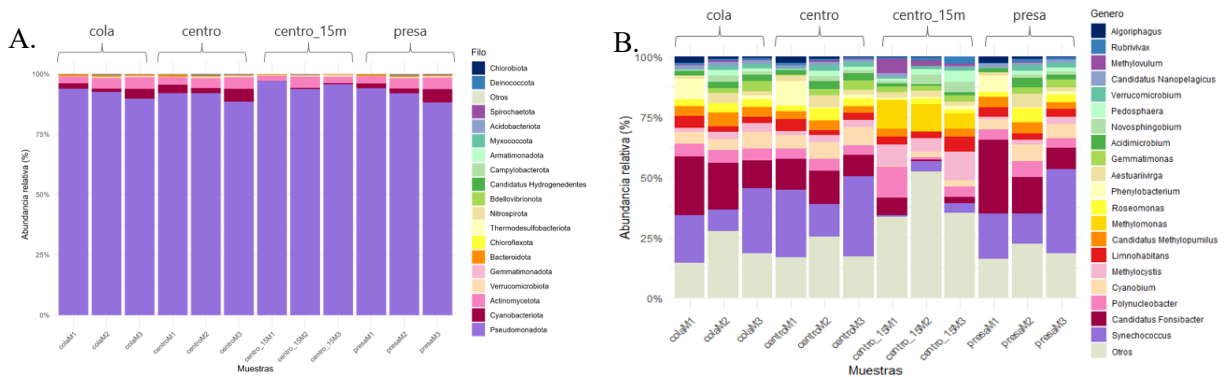 A.
cola
centro
centro_15m
presa
Abundancia relativa (%)
100%
75%
50%
25%
0%
colaM1
colaM2
colaM3
centroM1
centroM2
centroM3
centro_15M1
centro_15M2
centro_15M3
presaM1
presaM2
presaM3
Muestras
Filo
Chlorobiota
Deinococcota
Otros
Spirochaetota
Acidobacteriota
Myxococcota
Armatimonadota
Campylobacterota
Candidatus Hydrogenedentes
Bdellovibrionota
Nitrospirota
Thermodesulfobacteriota
Chloroflexota
Bacteroidota
Gemmatimonadota
Verrucomicrobiota
Actinomycetota
Cyanobacteriota
Pseudomonadota
B.
cola
centro
centro_15m
presa
Abundancia relativa (%)
100%
75%
50%
25%
0%
colaM1
colaM2
colaM3
centroM1
centroM2
centroM3
centro_15M1
centro_15M2
centro_15M3
presaM1
presaM2
presaM3
Muestras
Genero
Algoriphagus
Rubrivivax
Methylovulum
Candidatus Nanopelagicus
Verrucomicrobium
Pedosphaera
Novosphingobium
Acidimicrobium
Gemmatimonas
Aestuariivirga
Phenylobacterium
Roseomonas
Methylomonas
Candidatus Methylopumilus
Limnohabitans
Methylocystis
Cyanobium
Polynucleobacter
Candidatus Fonsibacter
Synechococcus
Otros